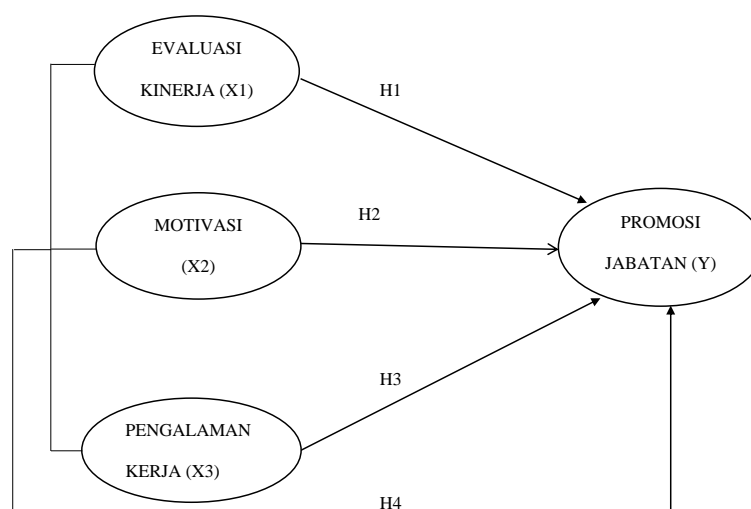 EVALUASI
KINERJA (X1)
H1
MOTIVASI
(X2)
H2
PROMOSI
JABATAN (Y)
H3
PENGALAMAN
KERJA (X3)
H4